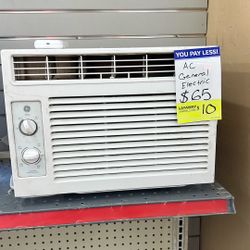 YOU PAY LESS!
AC
General
Electric
$65
$10